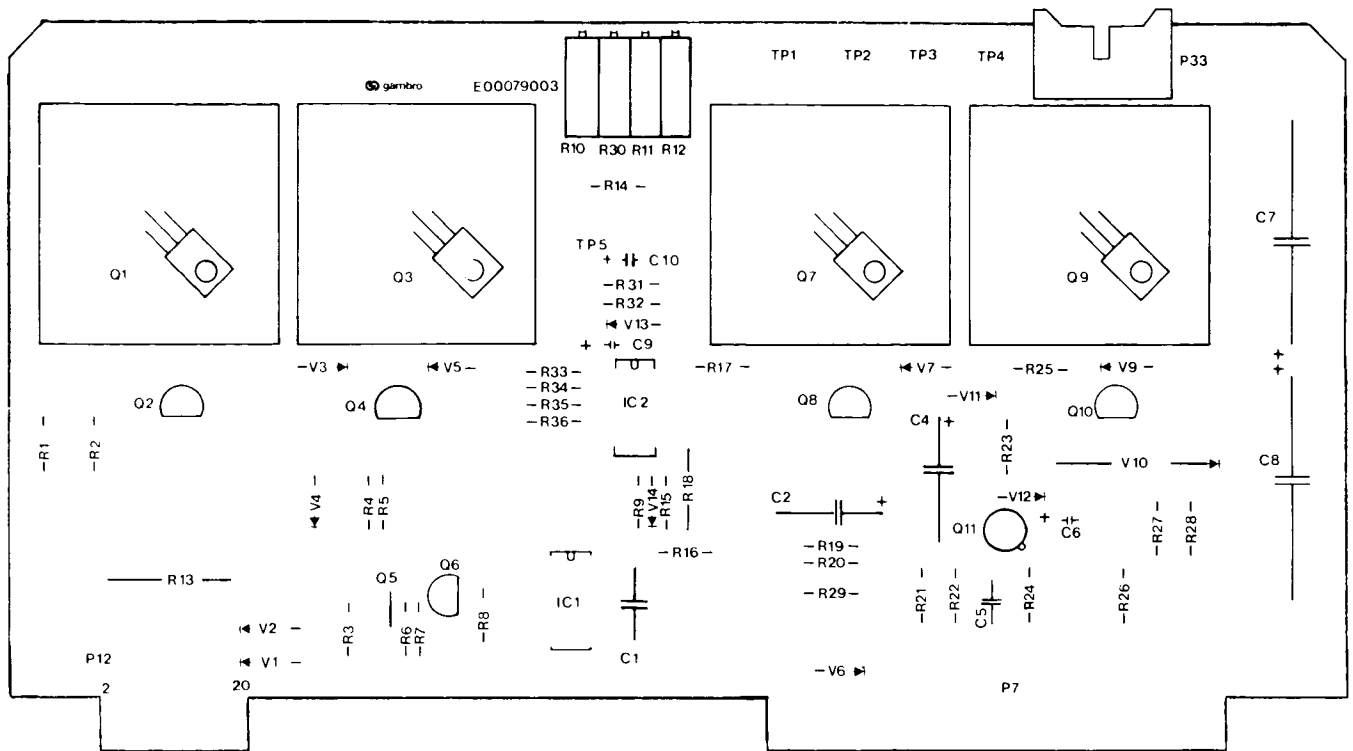 TP1 TP2 TP3 TP4 P33
gambro E00079003
R10 R30 R11 R12
R14
C7
TP5
+ C10
Q1 Q3 Q7 Q9
R31
R32
V13
+ C9
V3 V5 R17 V7 R25 V9 + +
R33
R34
R35
R36
IC2
Q2 Q4 Q8 V11 Q10
R1 R2 C4 + R23 C8
V10
V4 R4 R5 R9 V14 R15 R18 C2 + V12
Q11 + C6 R27 R28
R16 R19
R20
R29
R13 Q5 Q6 IC1 R21 R22 C5 R24 R26
R3 R6 R7 R8
V2
V1
P12 C1 V6
2 20 P7